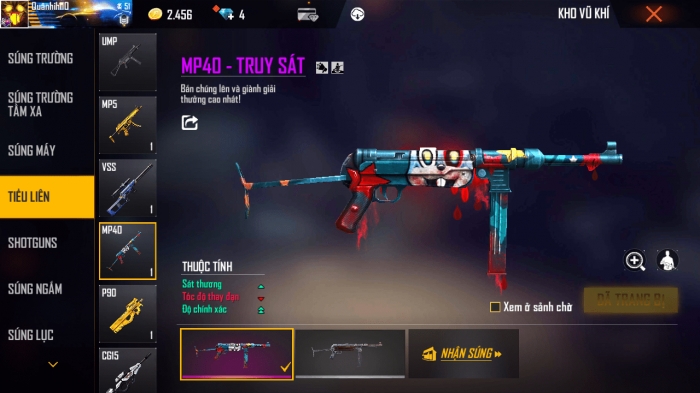 QuanhihiIO
51
2.456
4
KHO VŨ KHÍ
SÚNG TRƯỜNG
SÚNG TRƯỜNG
TẦM XA
SÚNG MÁY
TIỂU LIÊN
SHOTGUNS
SÚNG NGẮM
SÚNG LỤC
UMP
MP5
1
VSS
1
MP40
1
P90
1
CG15
MP40 - TRUY SÁT
Bắn chúng lên và giành giải
thưởng cao nhất!
THUỘC TÍNH
Sát thương
Tốc độ thay đạn
Độ chính xác
Xem ở sảnh chờ
ĐÃ TRANG BỊ
NHẬN SÚNG